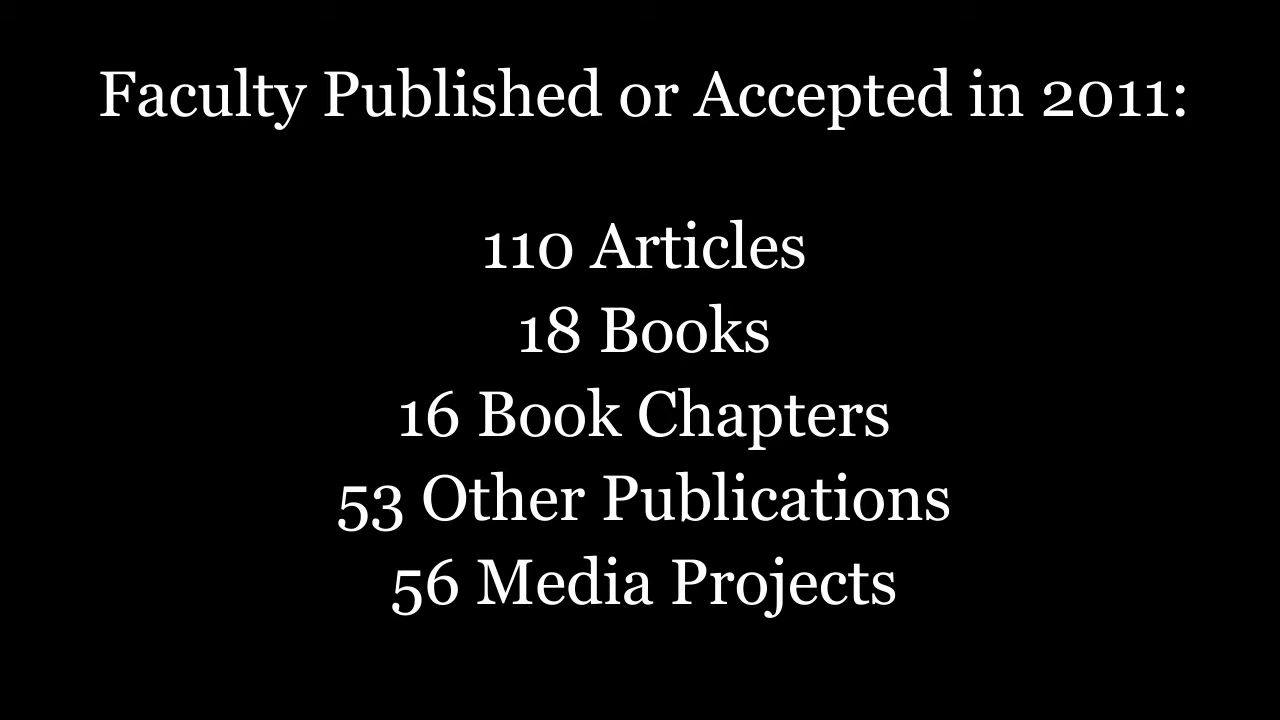 Faculty Published or Accepted in 2011:
110 Articles
18 Books
16 Book Chapters
53 Other Publications
56 Media Projects